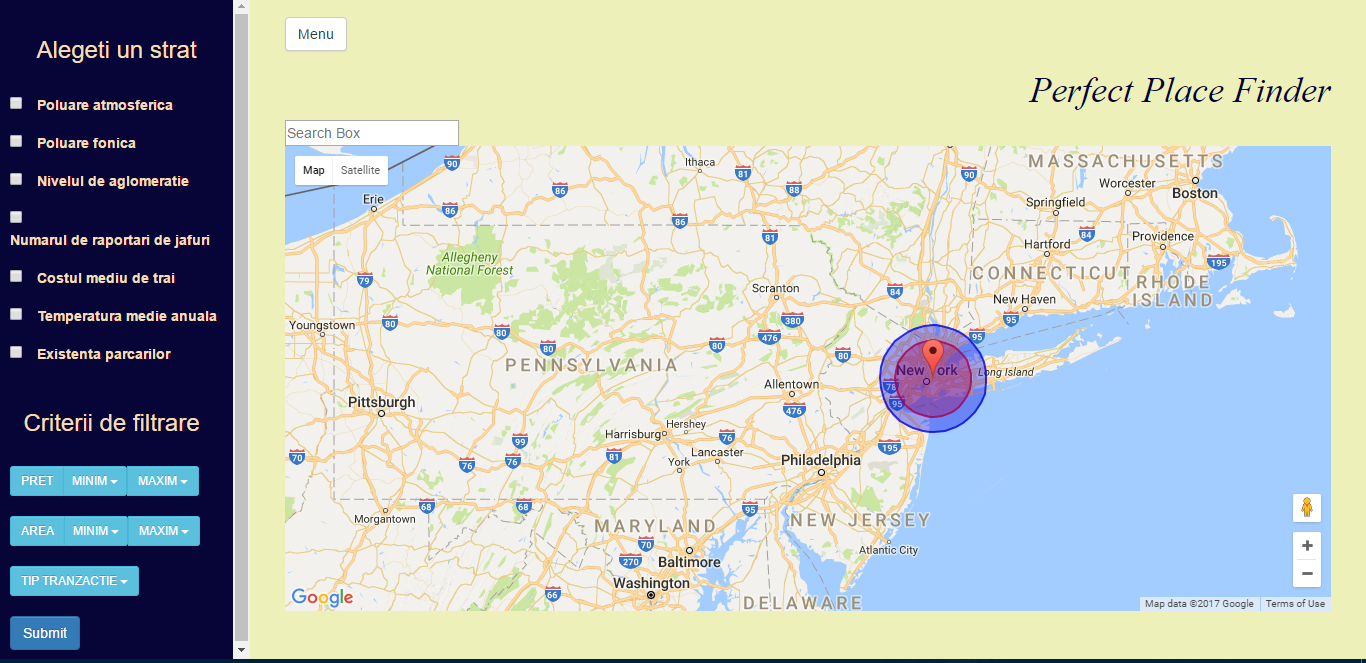 Alegeti un strat
Poluare atmosferica
Poluare fonica
Nivelul de aglomeratie
Numarul de raportari de jafuri
Costul mediu de trai
Temperatura medie anuala
Existenta parcarilor
Criterii de filtrare
PRET MINIM MAXIM
AREA MINIM MAXIM
TIP TRANZACTIE
Submit
Menu
Perfect Place Finder
Search Box
Map Satellite
90
Ithaca
81
90
MASSACHUSETTS
Worcester
Boston
86
88
Erie
86
86
Springfield
81
Hartford
84
Providence
Allegheny
National Forest
195
79
CONNECTICUT
RHODE
ISLAND
Scranton
84
New Haven
Youngstown
80
80
380
95
476
95
80
80
80
PENNSYLVANIA
New York
Long Island
78
Allentown
Pittsburgh
95
476
Hershey
Harrisburg
99
76
195
70
76
76
81
Lancaster
York
Philadelphia
68
68
95
Morgantown
MARYLAND
NEW JERSEY
70
Atlantic City
270
Baltimore
Washington
66
DELAWARE
Google
Map data ©2017 Google Terms of Use